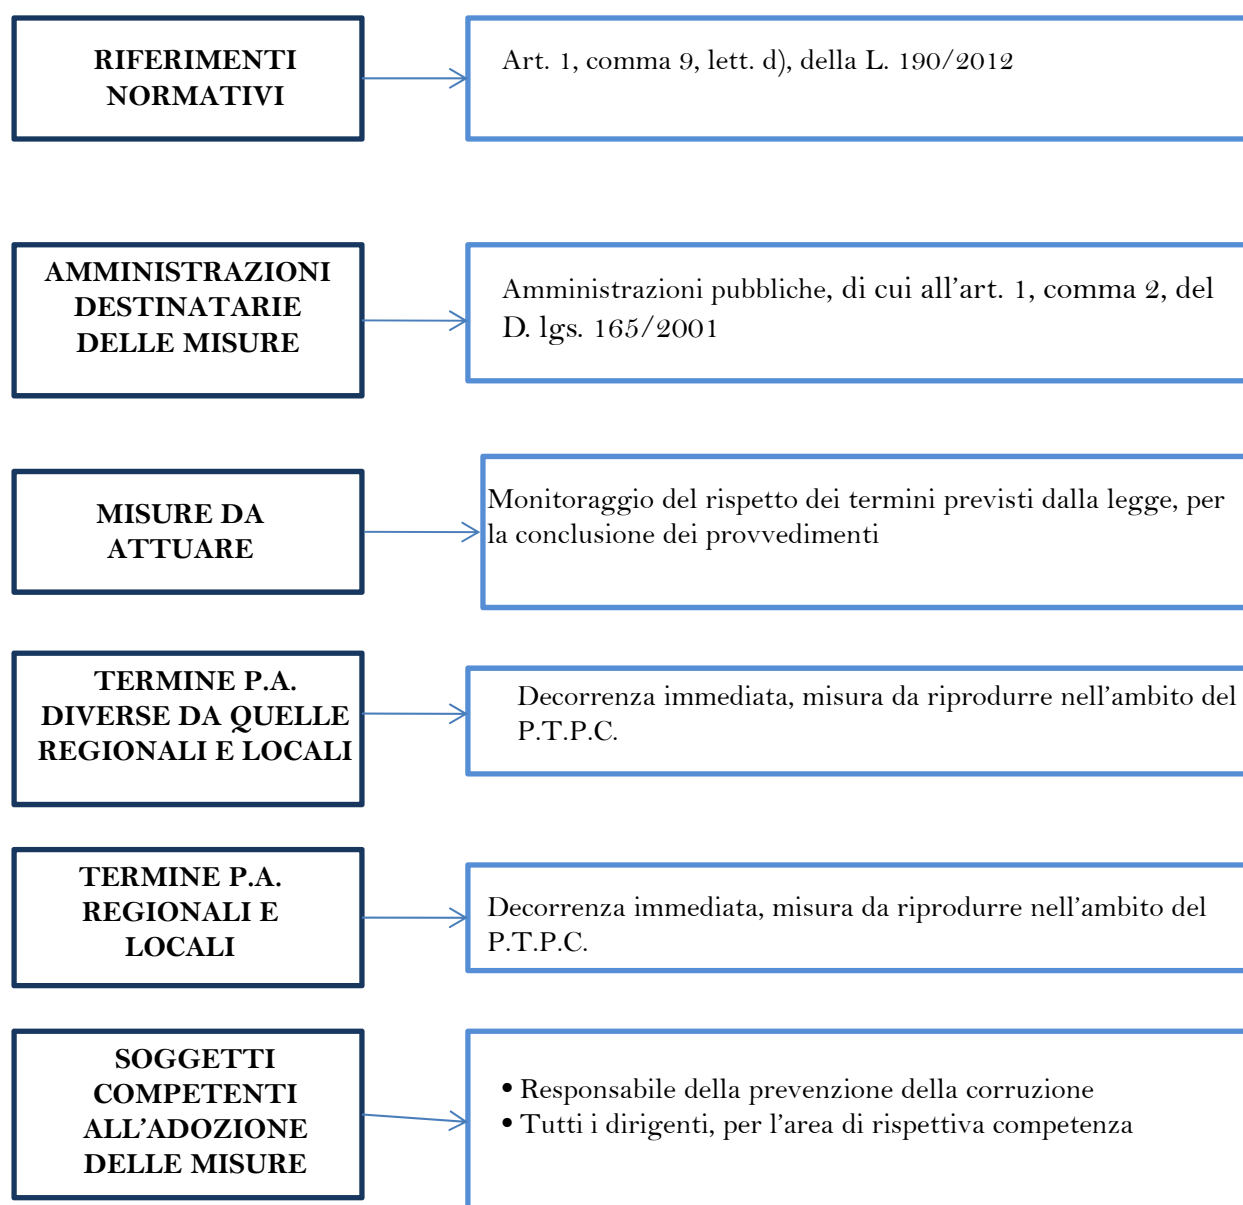 RIFERIMENTI
NORMATIVI
Art. 1, comma 9, lett. d), della L. 190/2012
AMMINISTRAZIONI
DESTINATARIE
DELLE MISURE
Amministrazioni pubbliche, di cui all’art. 1, comma 2, del
D. lgs. 165/2001
MISURE DA
ATTUARE
Monitoraggio del rispetto dei termini previsti dalla legge, per
la conclusione dei provvedimenti
TERMINE P.A.
DIVERSE DA QUELLE
REGIONALI E LOCALI
Decorrenza immediata, misura da riprodurre nell’ambito del
P.T.P.C.
TERMINE P.A.
REGIONALI E
LOCALI
Decorrenza immediata, misura da riprodurre nell’ambito del
P.T.P.C.
SOGGETTI
COMPETENTI
ALL’ADOZIONE
DELLE MISURE
• Responsabile della prevenzione della corruzione
• Tutti i dirigenti, per l’area di rispettiva competenza